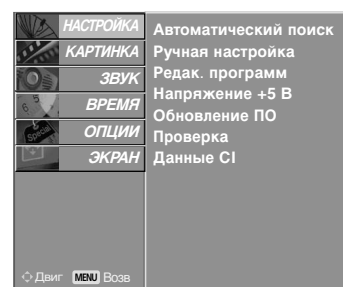 НАСТРОЙКА
КАРТИНКА
ЗВУК
ВРЕМЯ
ОПЦИИ
ЭКРАН
Автоматический поиск
Ручная настройка
Редак. программ
Напряжение +5 В
Обновление ПО
Проверка
Данные CI
Двиг MENU Возв